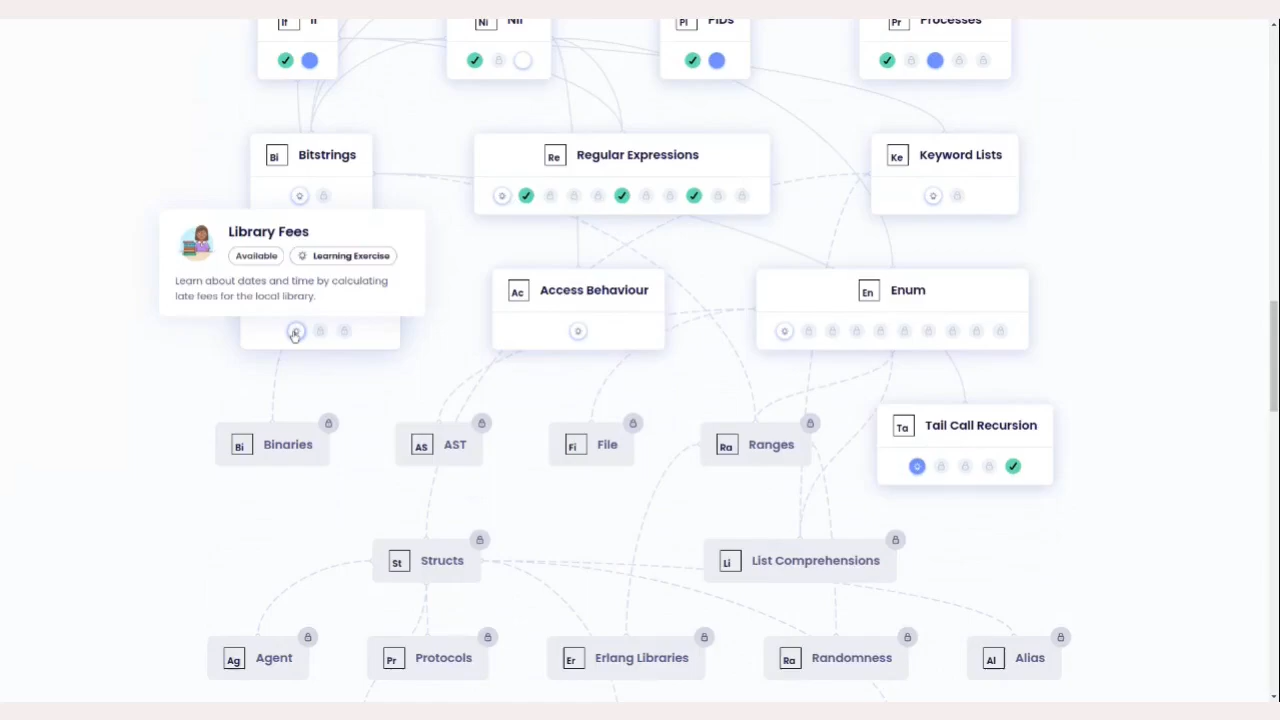 If If
Ni Nil
Pi PIDs
Pr Processes
Bi Bitstrings
Re Regular Expressions
Ke Keyword Lists
Library Fees
Available
Learning Exercise
Learn about dates and time by calculating
late fees for the local library.
Ac Access Behaviour
En Enum
Bi Binaries
AS AST
Fi File
Ra Ranges
Ta Tail Call Recursion
St Structs
Li List Comprehensions
Ag Agent
Pr Protocols
Er Erlang Libraries
Ra Randomness
Al Alias